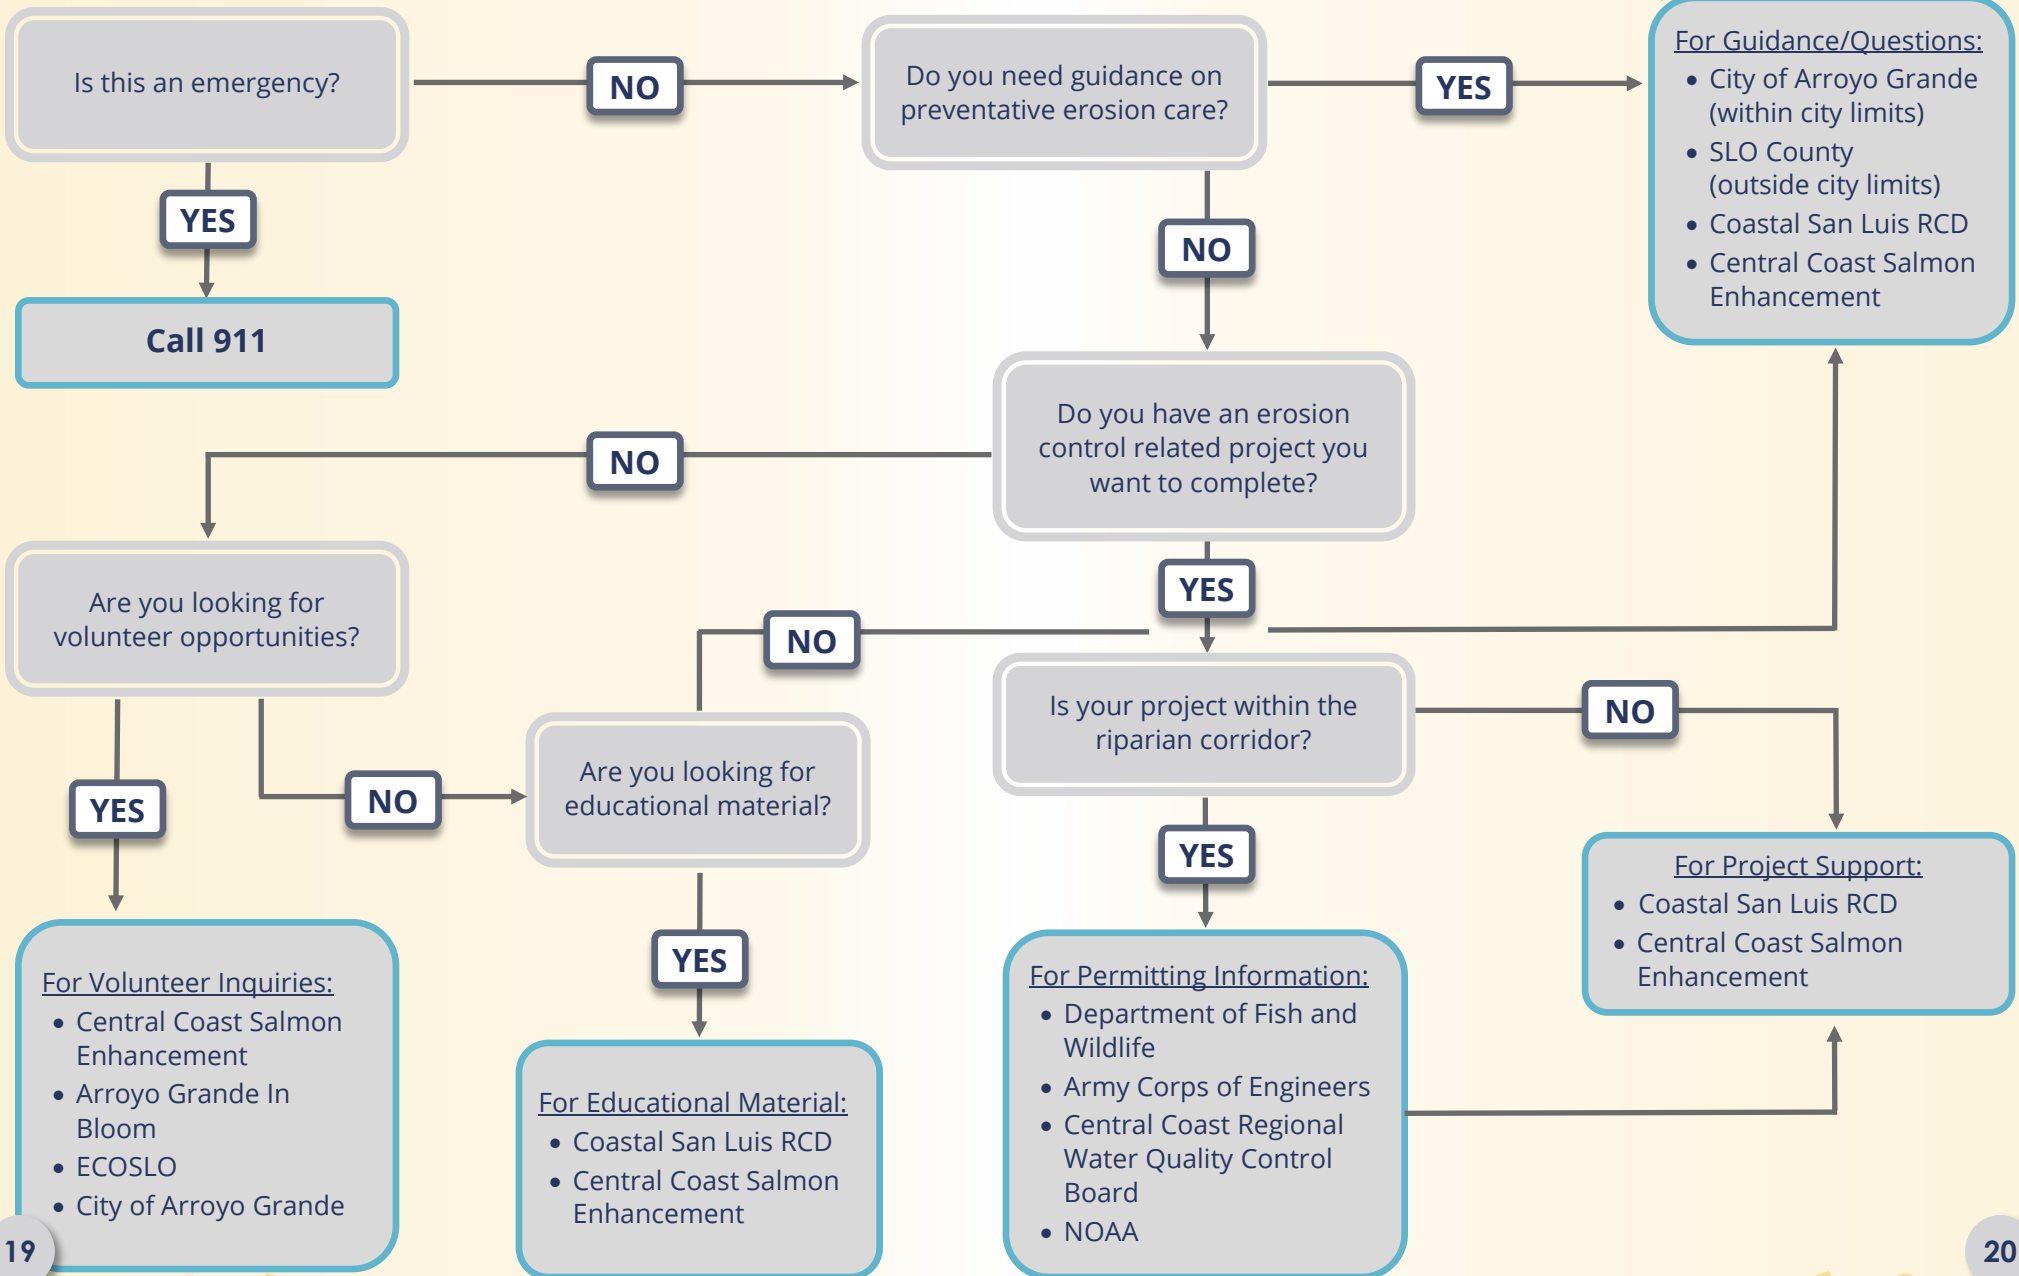 Is this an emergency?
NO
Do you need guidance on
preventative erosion care?
YES
For Guidance/Questions:
• City of Arroyo Grande
(within city limits)
• SLO County
(outside city limits)
• Coastal San Luis RCD
• Central Coast Salmon
Enhancement
YES
Call 911
NO
Do you have an erosion
control related project you
want to complete?
NO
YES
Are you looking for
volunteer opportunities?
NO
Is your project within the
riparian corridor?
NO
Are you looking for
educational material?
YES
NO
YES
For Project Support:
• Coastal San Luis RCD
• Central Coast Salmon
Enhancement
YES
For Volunteer Inquiries:
• Central Coast Salmon
Enhancement
• Arroyo Grande In
Bloom
• ECOSLO
• City of Arroyo Grande
For Educational Material:
• Coastal San Luis RCD
• Central Coast Salmon
Enhancement
For Permitting Information:
• Department of Fish and
Wildlife
• Army Corps of Engineers
• Central Coast Regional
Water Quality Control
Board
• NOAA
19
20